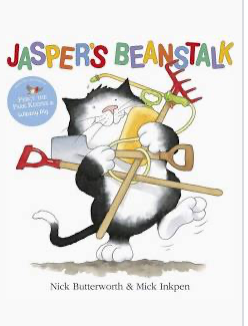 JASPER'S BEANSTALK
Nick Butterworth & Mick Inkpen